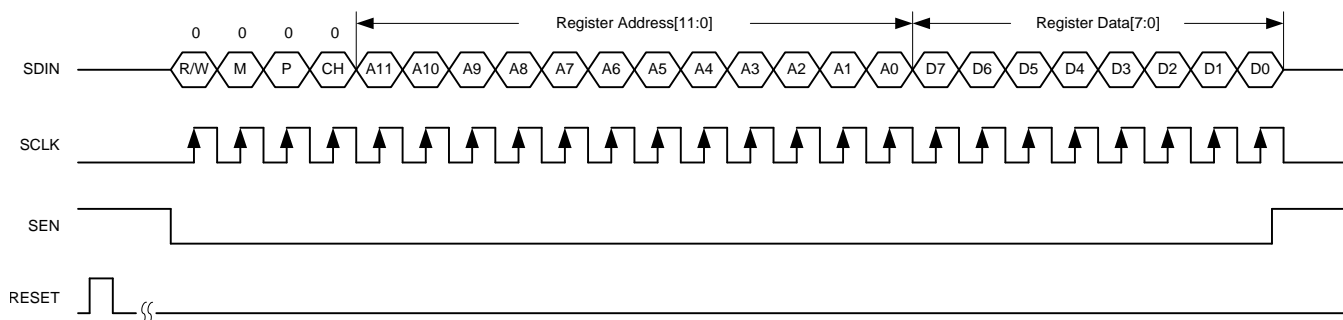 Register Address[11:0] Register Data[7:0]
0 0 0 0
SDIN R/W M P CH A11 A10 A9 A8 A7 A6 A5 A4 A3 A2 A1 A0 D7 D6 D5 D4 D3 D2 D1 D0
SCLK
SEN
RESET